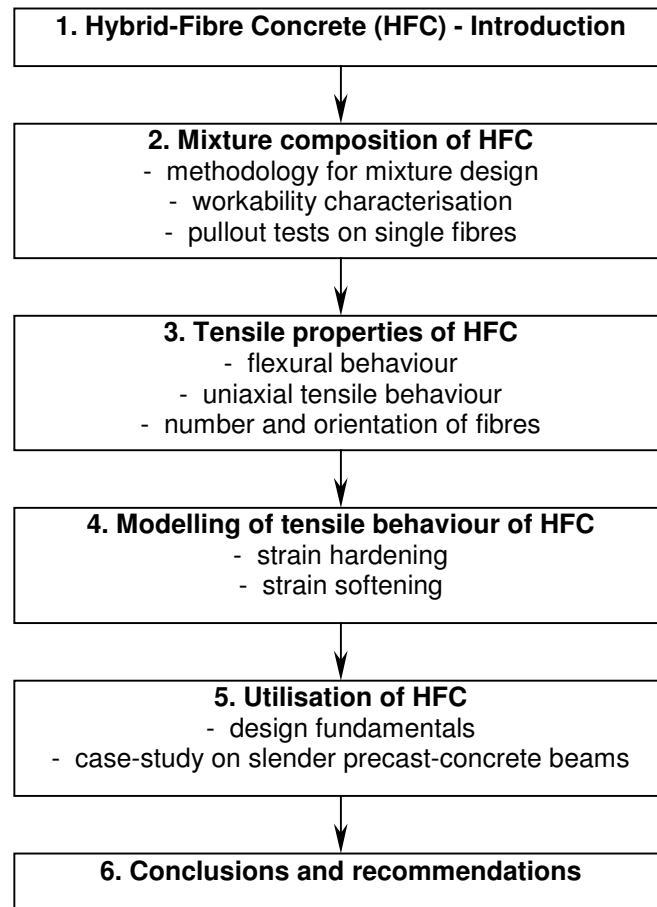 1. Hybrid-Fibre Concrete (HFC) - Introduction
2. Mixture composition of HFC
- methodology for mixture design
- workability characterisation
- pullout tests on single fibres
3. Tensile properties of HFC
- flexural behaviour
- uniaxial tensile behaviour
- number and orientation of fibres
4. Modelling of tensile behaviour of HFC
- strain hardening
- strain softening
5. Utilisation of HFC
- design fundamentals
- case-study on slender precast-concrete beams
6. Conclusions and recommendations